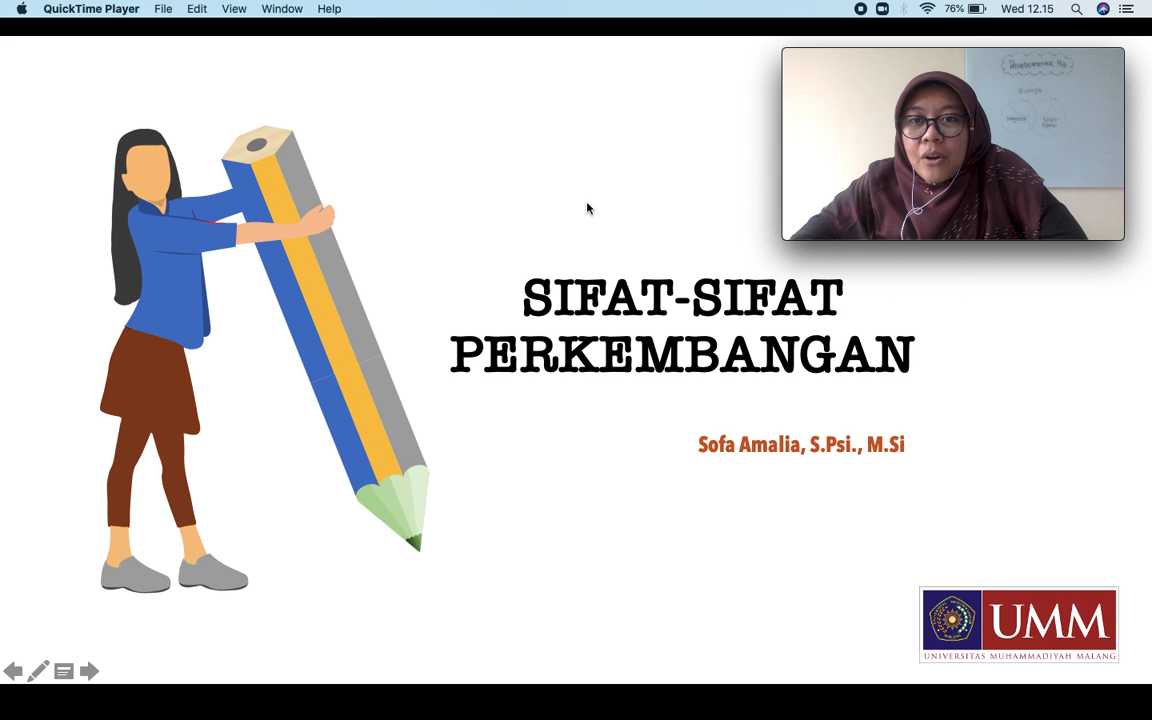 QuickTime Player File Edit View Window Help 76% Wed 12.15
SIFAT-SIFAT
PERKEMBANGAN
Sofa Amalia, S.Psi., M.Si
UMM
UNIVERSITAS MUHAMMADIYAH MALANG